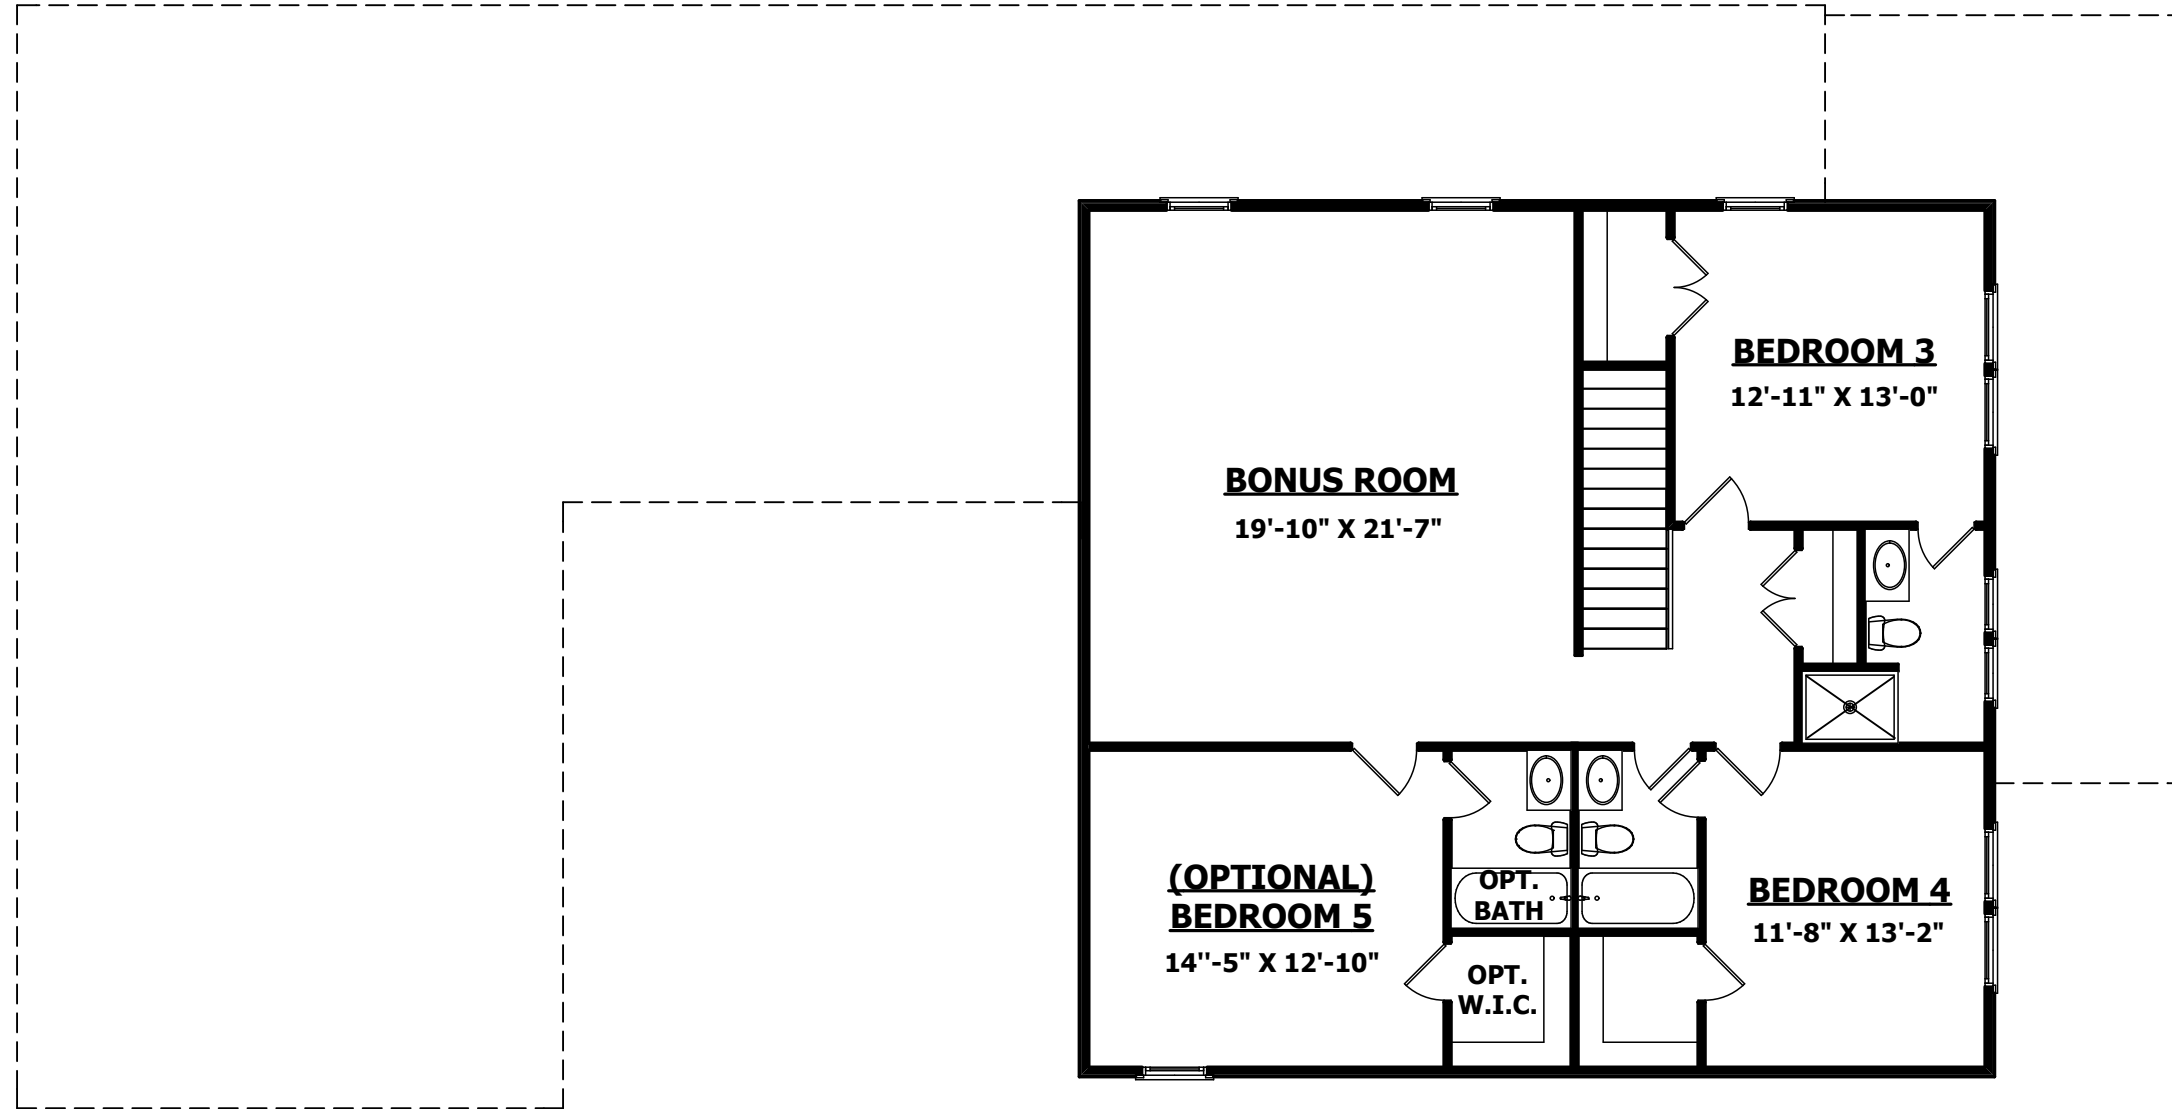 BEDROOM 3
12'-11" X 13'-0"
BONUS ROOM
19'-10" X 21'-7"
(OPTIONAL)
BEDROOM 5
14''-5" X 12'-10"
OPT.
BATH
OPT.
W.I.C.
BEDROOM 4
11'-8" X 13'-2"